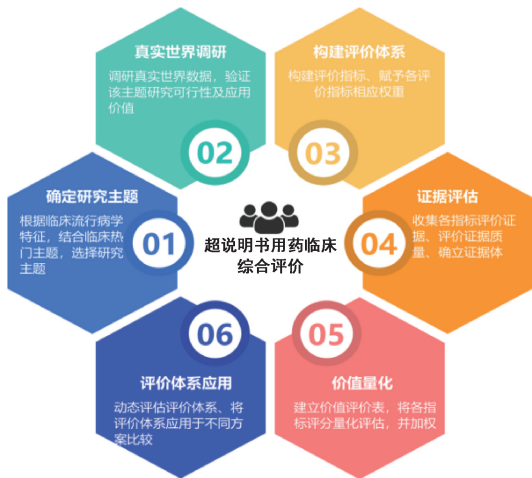 确定研究主题
根据临床流行病学
特征，结合临床热
门主题，选择研究
主题
01
真实世界调研
调研真实世界数据，验证
该主题研究可行性及应用
价值
02
构建评价体系
构建评价指标、赋予各评
价指标相应权重
03
证据评估
收集各指标评价证
据、评价证据质
量、确立证据体
04
价值量化
建立价值评价表，将各指
标评分量化评估，并加权
05
评价体系应用
动态评估评价体系、将
评价体系应用于不同方
案比较
06
超说明书用药临床
综合评价